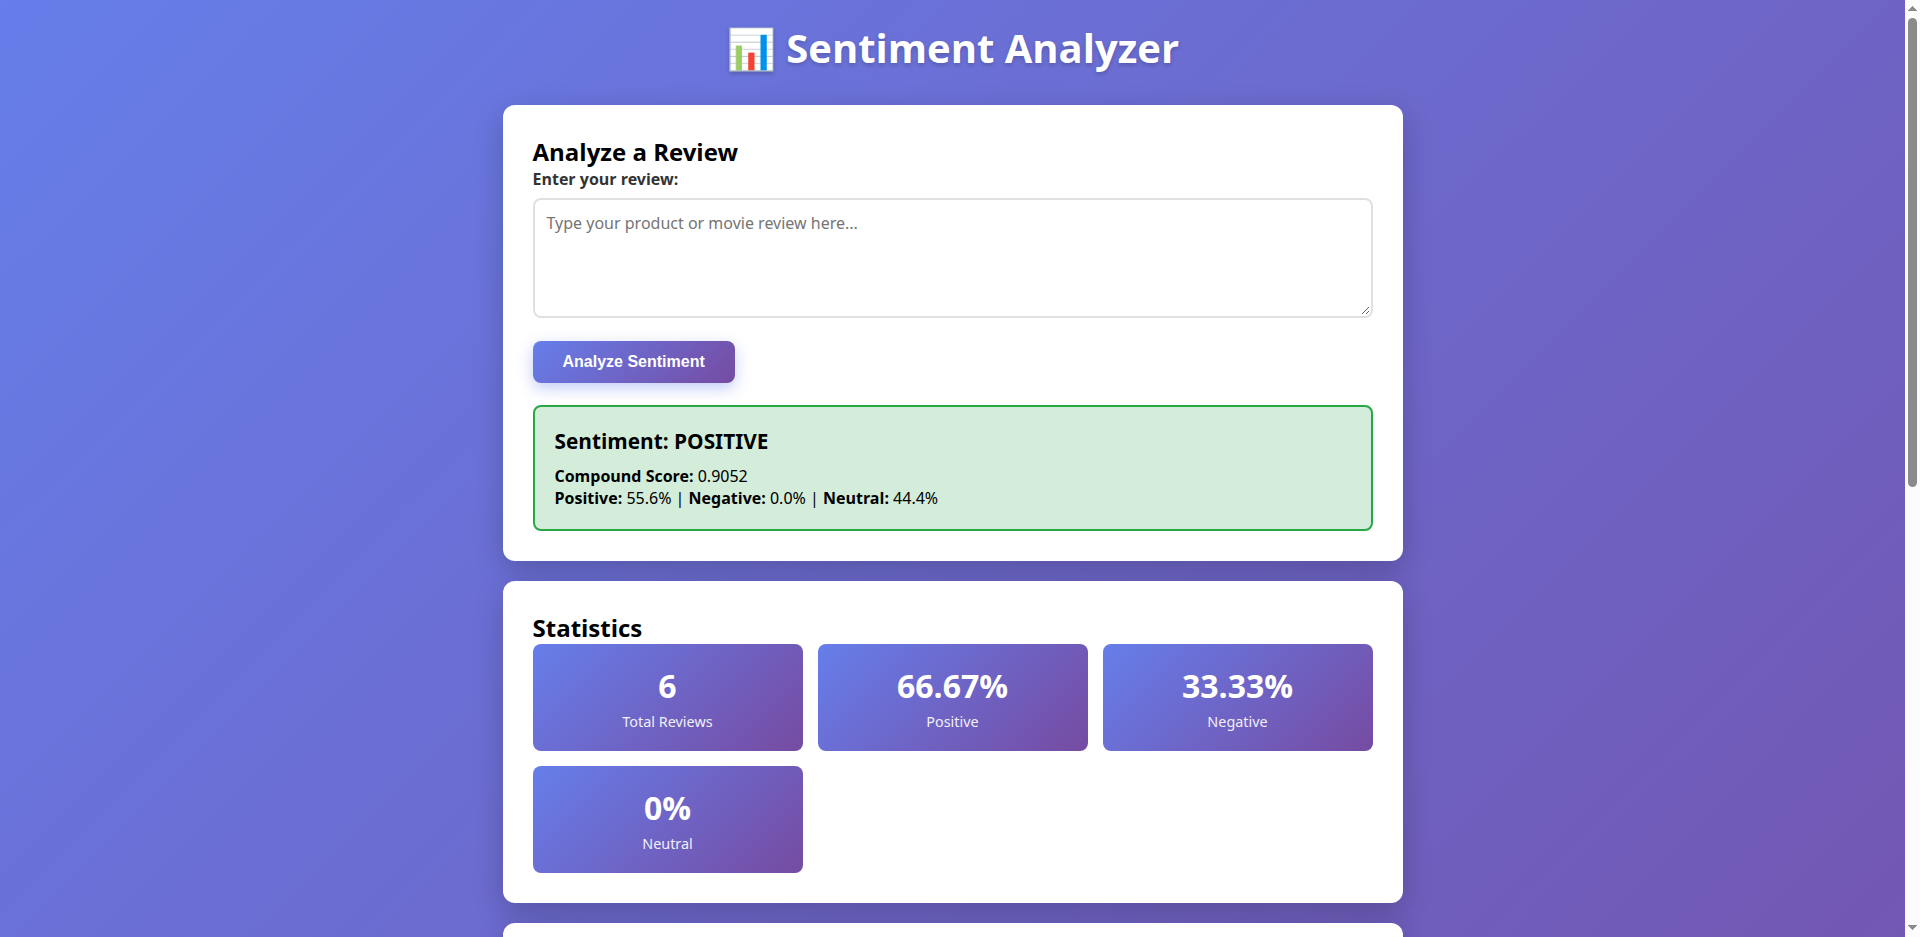 📊 Sentiment Analyzer
Analyze a Review
Enter your review:
Type your product or movie review here...
Analyze Sentiment
Sentiment: POSITIVE
Compound Score: 0.9052
Positive: 55.6% | Negative: 0.0% | Neutral: 44.4%
Statistics
6
Total Reviews
66.67%
Positive
33.33%
Negative
0%
Neutral